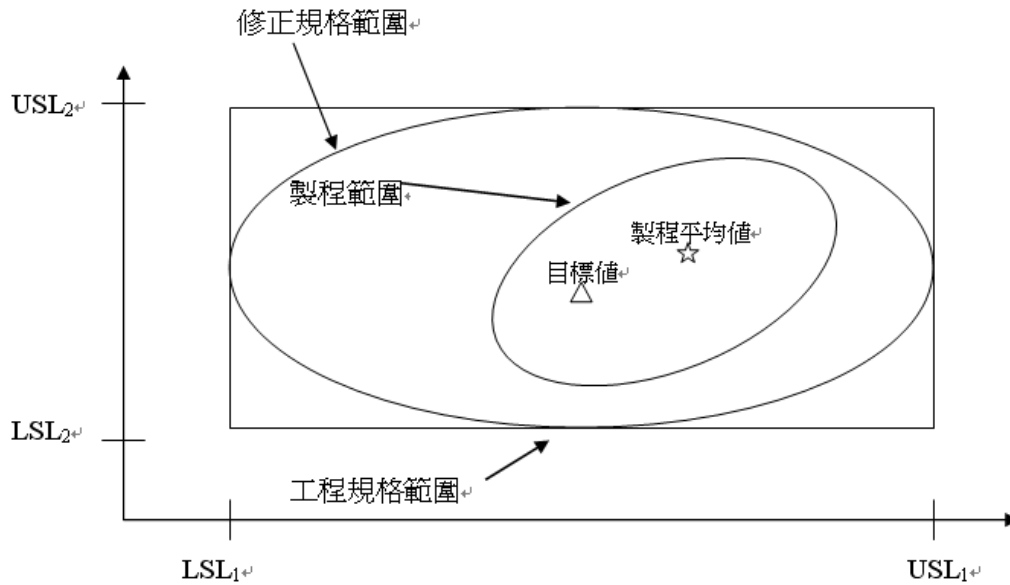 修正規格範圍
USL₂
製程範圍
製程平均值
目標值
LSL₂
工程規格範圍
LSL₁
USL₁